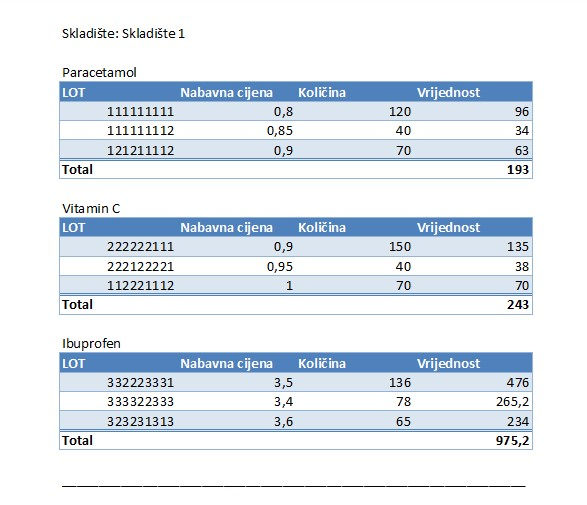 Skladište: Skladište 1
Paracetamol
LOT Nabavna cijena Količina Vrijednost
111111111 0,8 120 96
111111112 0,85 40 34
121211112 0,9 70 63
Total 193
Vitamin C
LOT Nabavna cijena Količina Vrijednost
222222111 0,9 150 135
222122221 0,95 40 38
112221112 1 70 70
Total 243
Ibuprofen
LOT Nabavna cijena Količina Vrijednost
332223331 3,5 136 476
333322333 3,4 78 265,2
323231313 3,6 65 234
Total 975,2